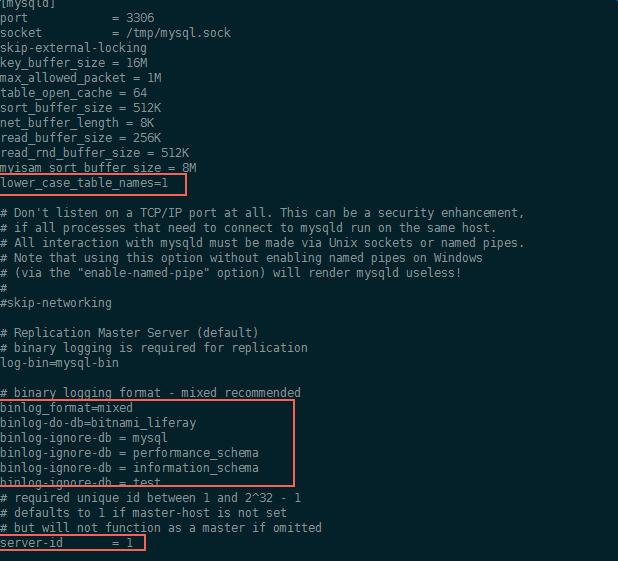 [mysqld]
port = 3306
socket = /tmp/mysql.sock
skip-external-locking
key_buffer_size = 16M
max_allowed_packet = 1M
table_open_cache = 64
sort_buffer_size = 512K
net_buffer_length = 8K
read_buffer_size = 256K
read_rnd_buffer_size = 512K
myisam_sort_buffer_size = 8M
lower_case_table_names=1
# Don't listen on a TCP/IP port at all. This can be a security enhancement,
# if all processes that need to connect to mysqld run on the same host.
# All interaction with mysqld must be made via Unix sockets or named pipes.
# Note that using this option without enabling named pipes on Windows
# (via the "enable-named-pipe" option) will render mysqld useless!
#
#skip-networking
# Replication Master Server (default)
# binary logging is required for replication
log-bin=mysql-bin
# binary logging format - mixed recommended
binlog_format=mixed
binlog-do-db=bitnami_liferay
binlog-ignore-db = mysql
binlog-ignore-db = performance_schema
binlog-ignore-db = information_schema
binlog-ignore-db = test
# required unique id between 1 and 2^32 - 1
# defaults to 1 if master-host is not set
# but will not function as a master if omitted
server-id = 1